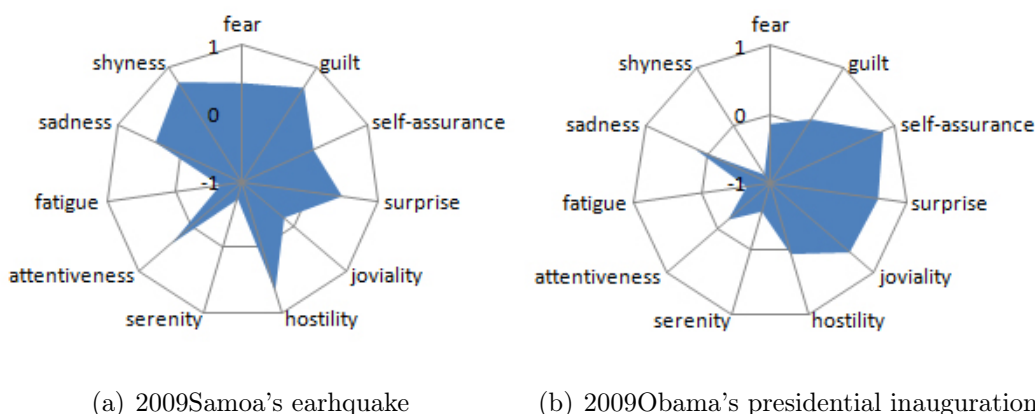 fear
1
shyness
guilt
0
sadness
self-assurance
-1
fatigue
surprise
attentiveness
joviality
serenity
hostility
fear
1
shyness
guilt
0
sadness
self-assurance
-1
fatigue
surprise
attentiveness
joviality
serenity
hostility
(a) 2009Samoa's earhquake
(b) 2009Obama's presidential inauguration